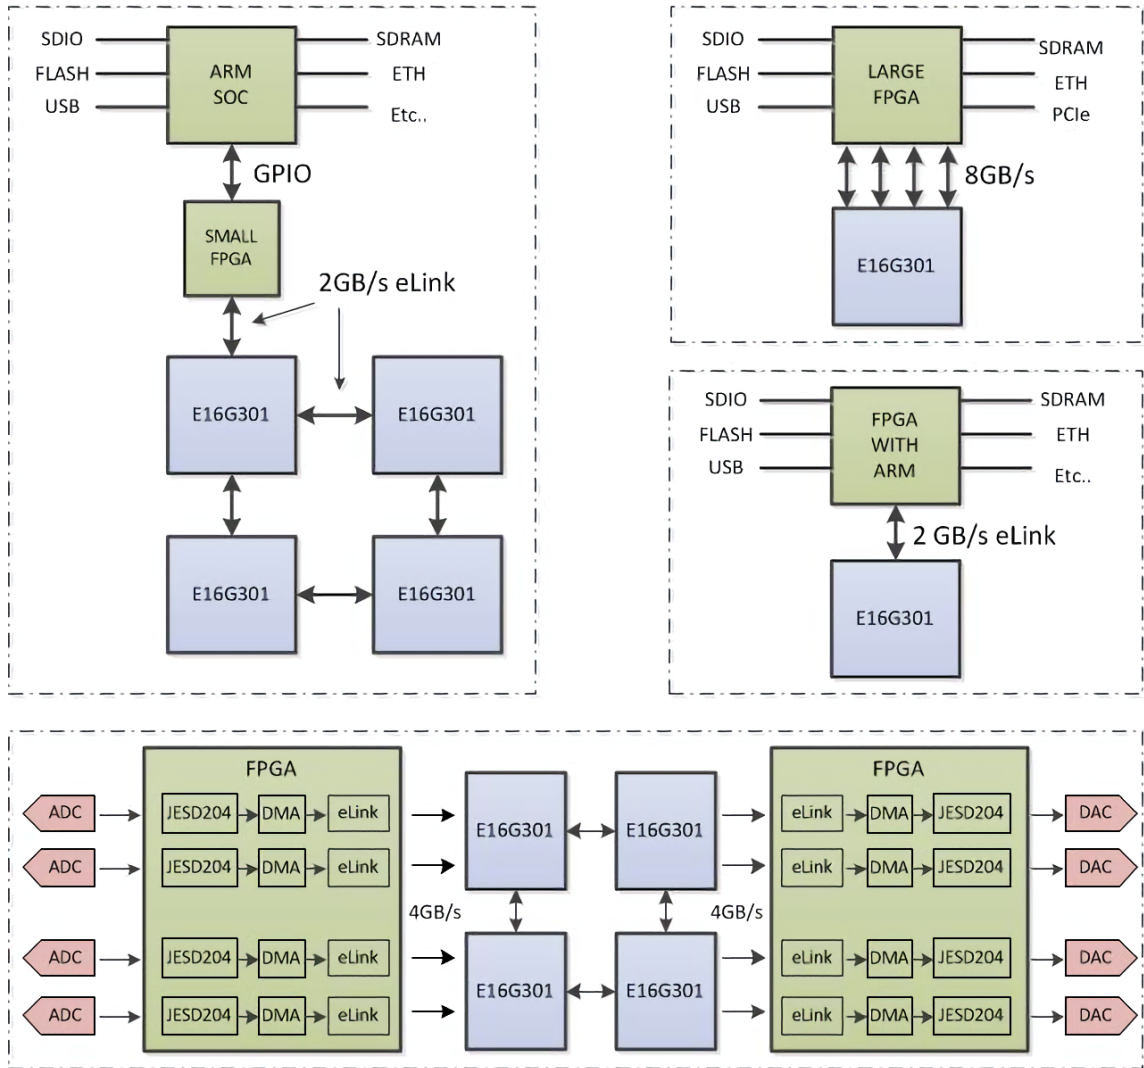 SDIO
FLASH
USB
ARM
SOC
SDRAM
ETH
Etc..
GPIO
SMALL
FPGA
2GB/s eLink
E16G301
E16G301
E16G301
E16G301
SDIO
FLASH
USB
LARGE
FPGA
SDRAM
ETH
PCIe
8GB/s
E16G301
SDIO
FLASH
USB
FPGA
WITH
ARM
SDRAM
ETH
Etc..
2 GB/s eLink
E16G301
FPGA
FPGA
ADC JESD204 DMA eLink
E16G301 E16G301
eLink DMA JESD204 DAC
ADC JESD204 DMA eLink
eLink DMA JESD204 DAC
4GB/s
4GB/s
ADC JESD204 DMA eLink
eLink DMA JESD204 DAC
E16G301 E16G301
ADC JESD204 DMA eLink
eLink DMA JESD204 DAC